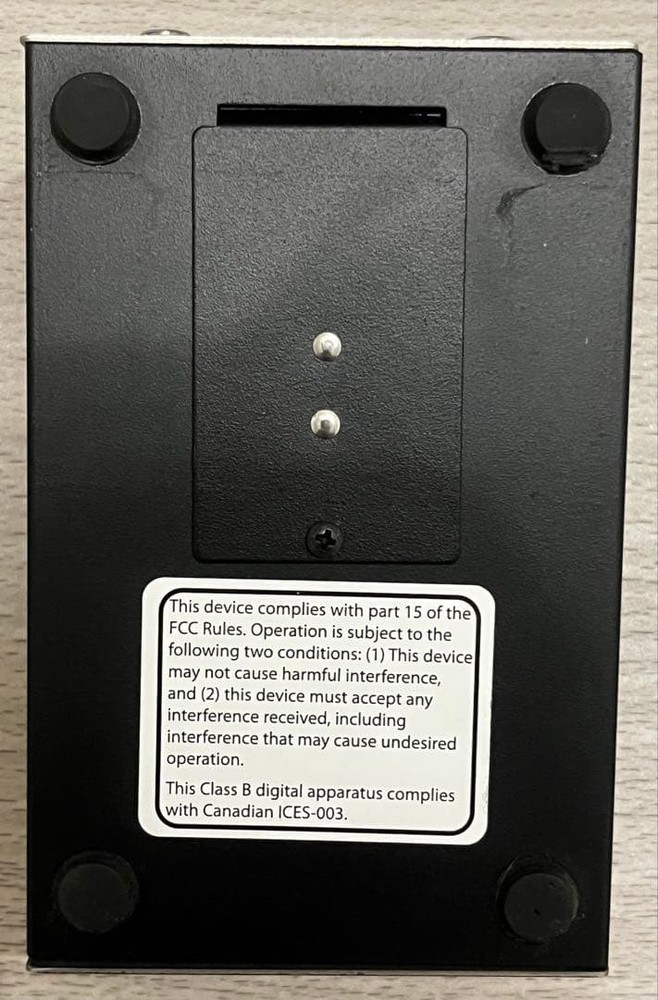 This device complies with part 15 of the
FCC Rules. Operation is subject to the
following two conditions: (1) This device
may not cause harmful interference,
and (2) this device must accept any
interference received, including
interference that may cause undesired
operation.
This Class B digital apparatus complies
with Canadian ICES-003.